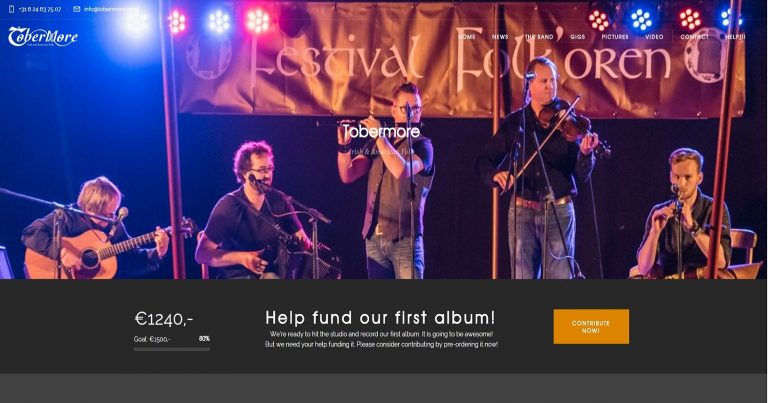 +31 6 24 63 75 07
info@tobermore
TOBERMORE
HOME NEWS THE BAND GIGS PICTURES VIDEO CONTACT HELP!!!
Festival Folk'oren
Tobermore
Irish & American Folk
€1240,-
Goal: €1500,- 80%
Help fund our first album!
We're ready to hit the studio and record our first album. It is going to be awesome!
But we need your help funding it. Please consider contributing by pre-ordering it now!
CONTRIBUTE
NOW!